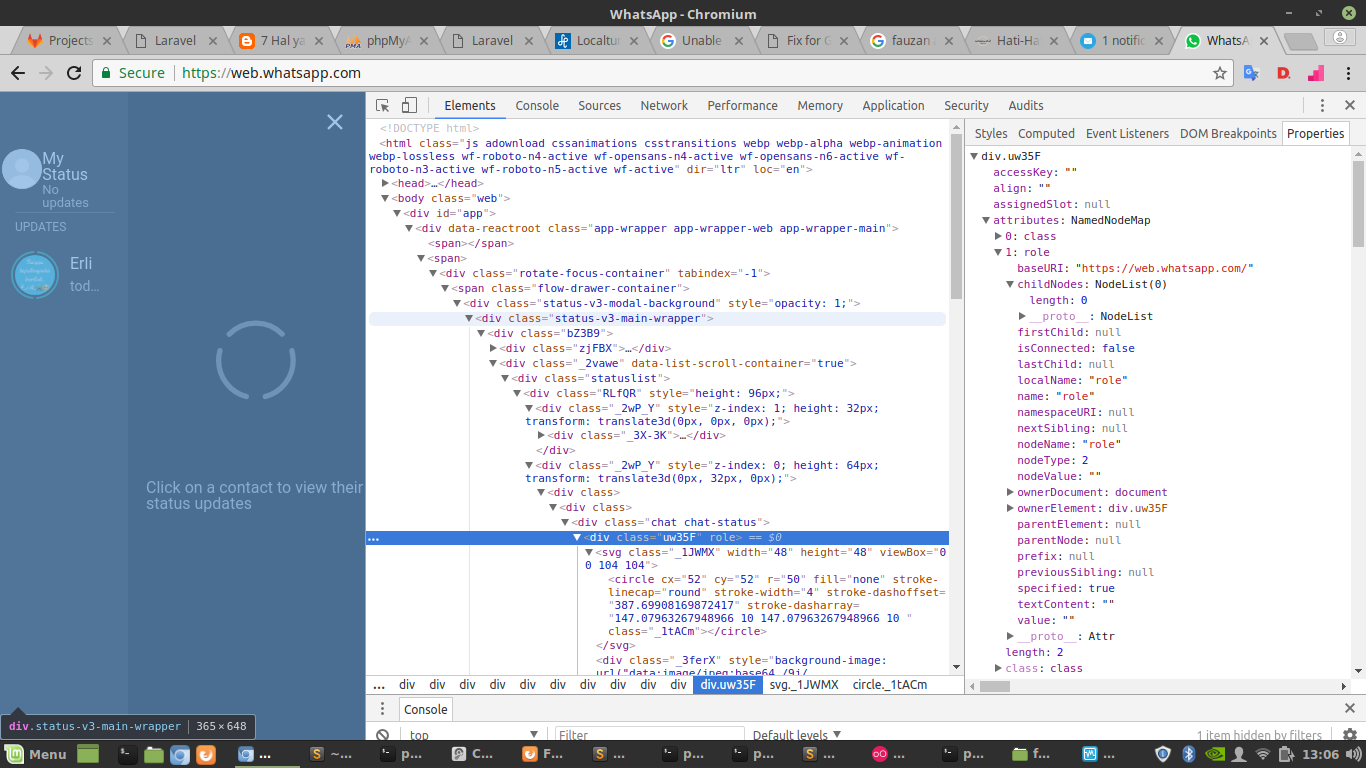 WhatsApp - Chromium
Projects
Laravel
7 Hal ya
phpMyA
Laravel
Localtur
Unable
Fix for G
fauzan
Hati-Ha
1 notific
WhatsA
Secure
https://web.whatsapp.com
My
Status
No
updates
UPDATES
Erli
tod...
Click on a contact to view their
status updates
div.status-v3-main-wrapper 365×648
Elements Console Sources Network Performance Memory Application Security Audits
<!DOCTYPE html>
<html class="js adownload cssanimations csstransitions webp webp-alpha webp-animation
webp-lossless wf-roboto-n4-active wf-opensans-n4-active wf-opensans-n6-active wf-
roboto-n3-active wf-roboto-n5-active wf-active" dir="ltr" loc="en">
<head>…</head>
<body class="web">
<div id="app">
<div data-reactroot class="app-wrapper app-wrapper-web app-wrapper-main">
<span></span>
<span>
<div class="rotate-focus-container" tabindex="-1">
<span class="flow-drawer-container">
<div class="status-v3-modal-background" style="opacity: 1;">
<div class="status-v3-main-wrapper">
<div class="bZ3B9">
<div class="zjFBX">…</div>
<div class="_2vawe" data-list-scroll-container="true">
<div class="statuslist">
<div class="RLfQR" style="height: 96px;">
<div class="_2wP_Y" style="z-index: 1; height: 32px;
transform: translate3d(0px, 0px, 0px);">
<div class="_3X-3K">…</div>
</div>
<div class="_2wP_Y" style="z-index: 0; height: 64px;
transform: translate3d(0px, 32px, 0px);">
<div class>
<div class>
<div class="chat chat-status">
... <div class="uw35F" role> == $0
<svg class="_1JWMX" width="48" height="48" viewBox="0
0 104 104">
<circle cx="52" cy="52" r="50" fill="none" stroke-
linecap="round" stroke-width="4" stroke-dashoffset=
"387.69908169872417" stroke-dasharray=
"147.07963267948966 10 147.07963267948966 10 "
class="_1tACm"></circle>
</svg>
<div class="_3ferX" style="background-image:
url("data:image/jpeg;base64,/9j/
... div div div div div div div div div div div.uw35F svg._1JWMX circle._1tACm
Styles Computed Event Listeners DOM Breakpoints Properties
div.uw35F
accessKey: ""
align: ""
assignedSlot: null
attributes: NamedNodeMap
0: class
1: role
baseURI: "https://web.whatsapp.com/"
childNodes: NodeList(0)
length: 0
__proto__: NodeList
firstChild: null
isConnected: false
lastChild: null
localName: "role"
name: "role"
namespaceURI: null
nextSibling: null
nodeName: "role"
nodeType: 2
nodeValue: ""
ownerDocument: document
ownerElement: div.uw35F
parentElement: null
parentNode: null
prefix: null
previousSibling: null
specified: true
textContent: ""
value: ""
__proto__: Attr
length: 2
class: class
Console
top
Filter
Default levels
1 item hidden by filters
Menu
...
~...
p...
C...
F...
...
p...
p...
...
...
p...
f...
...
13:06